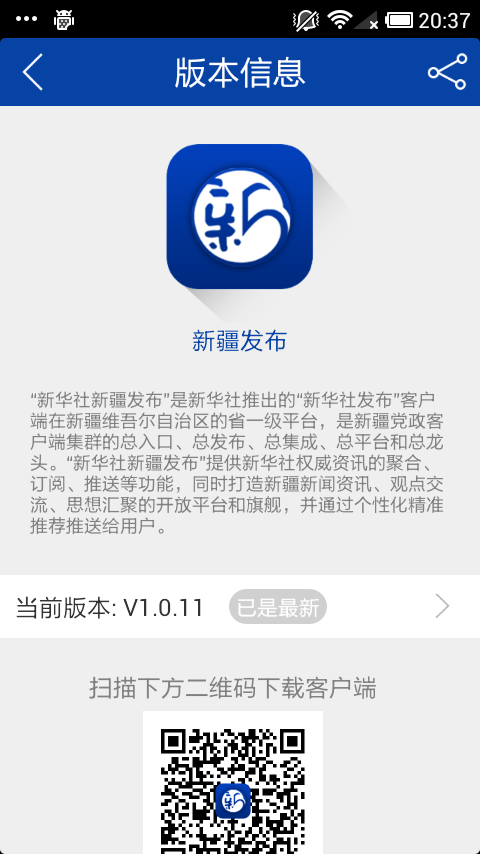 20:37
版本信息
新
新疆发布
“新华社新疆发布”是新华社推出的“新华社发布”客户
端在新疆维吾尔自治区的省一级平台，是新疆党政客
户端集群的总入口、总发布、总集成、总平台和总龙
头。“新华社新疆发布”提供新华社权威资讯的聚合、
订阅、推送等功能，同时打造新疆新闻资讯、观点交
流、思想汇聚的开放平台和旗舰，并通过个性化精准
推荐推送给用户。
当前版本: V1.0.11 已是最新
扫描下方二维码下载客户端
新